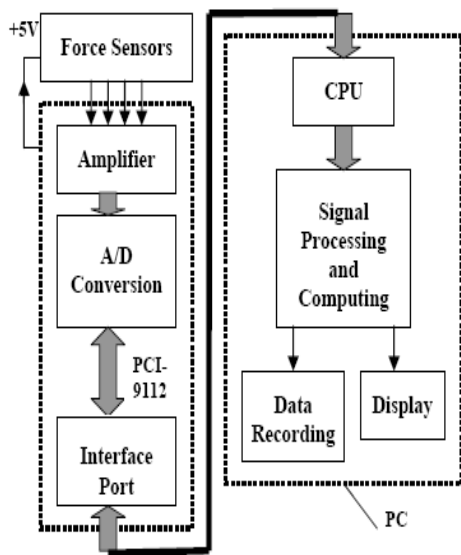 +5V
Force Sensors
Amplifier
A/D
Conversion
PCI-
9112
Interface
Port
CPU
Signal
Processing
and
Computing
Data
Recording
Display
PC